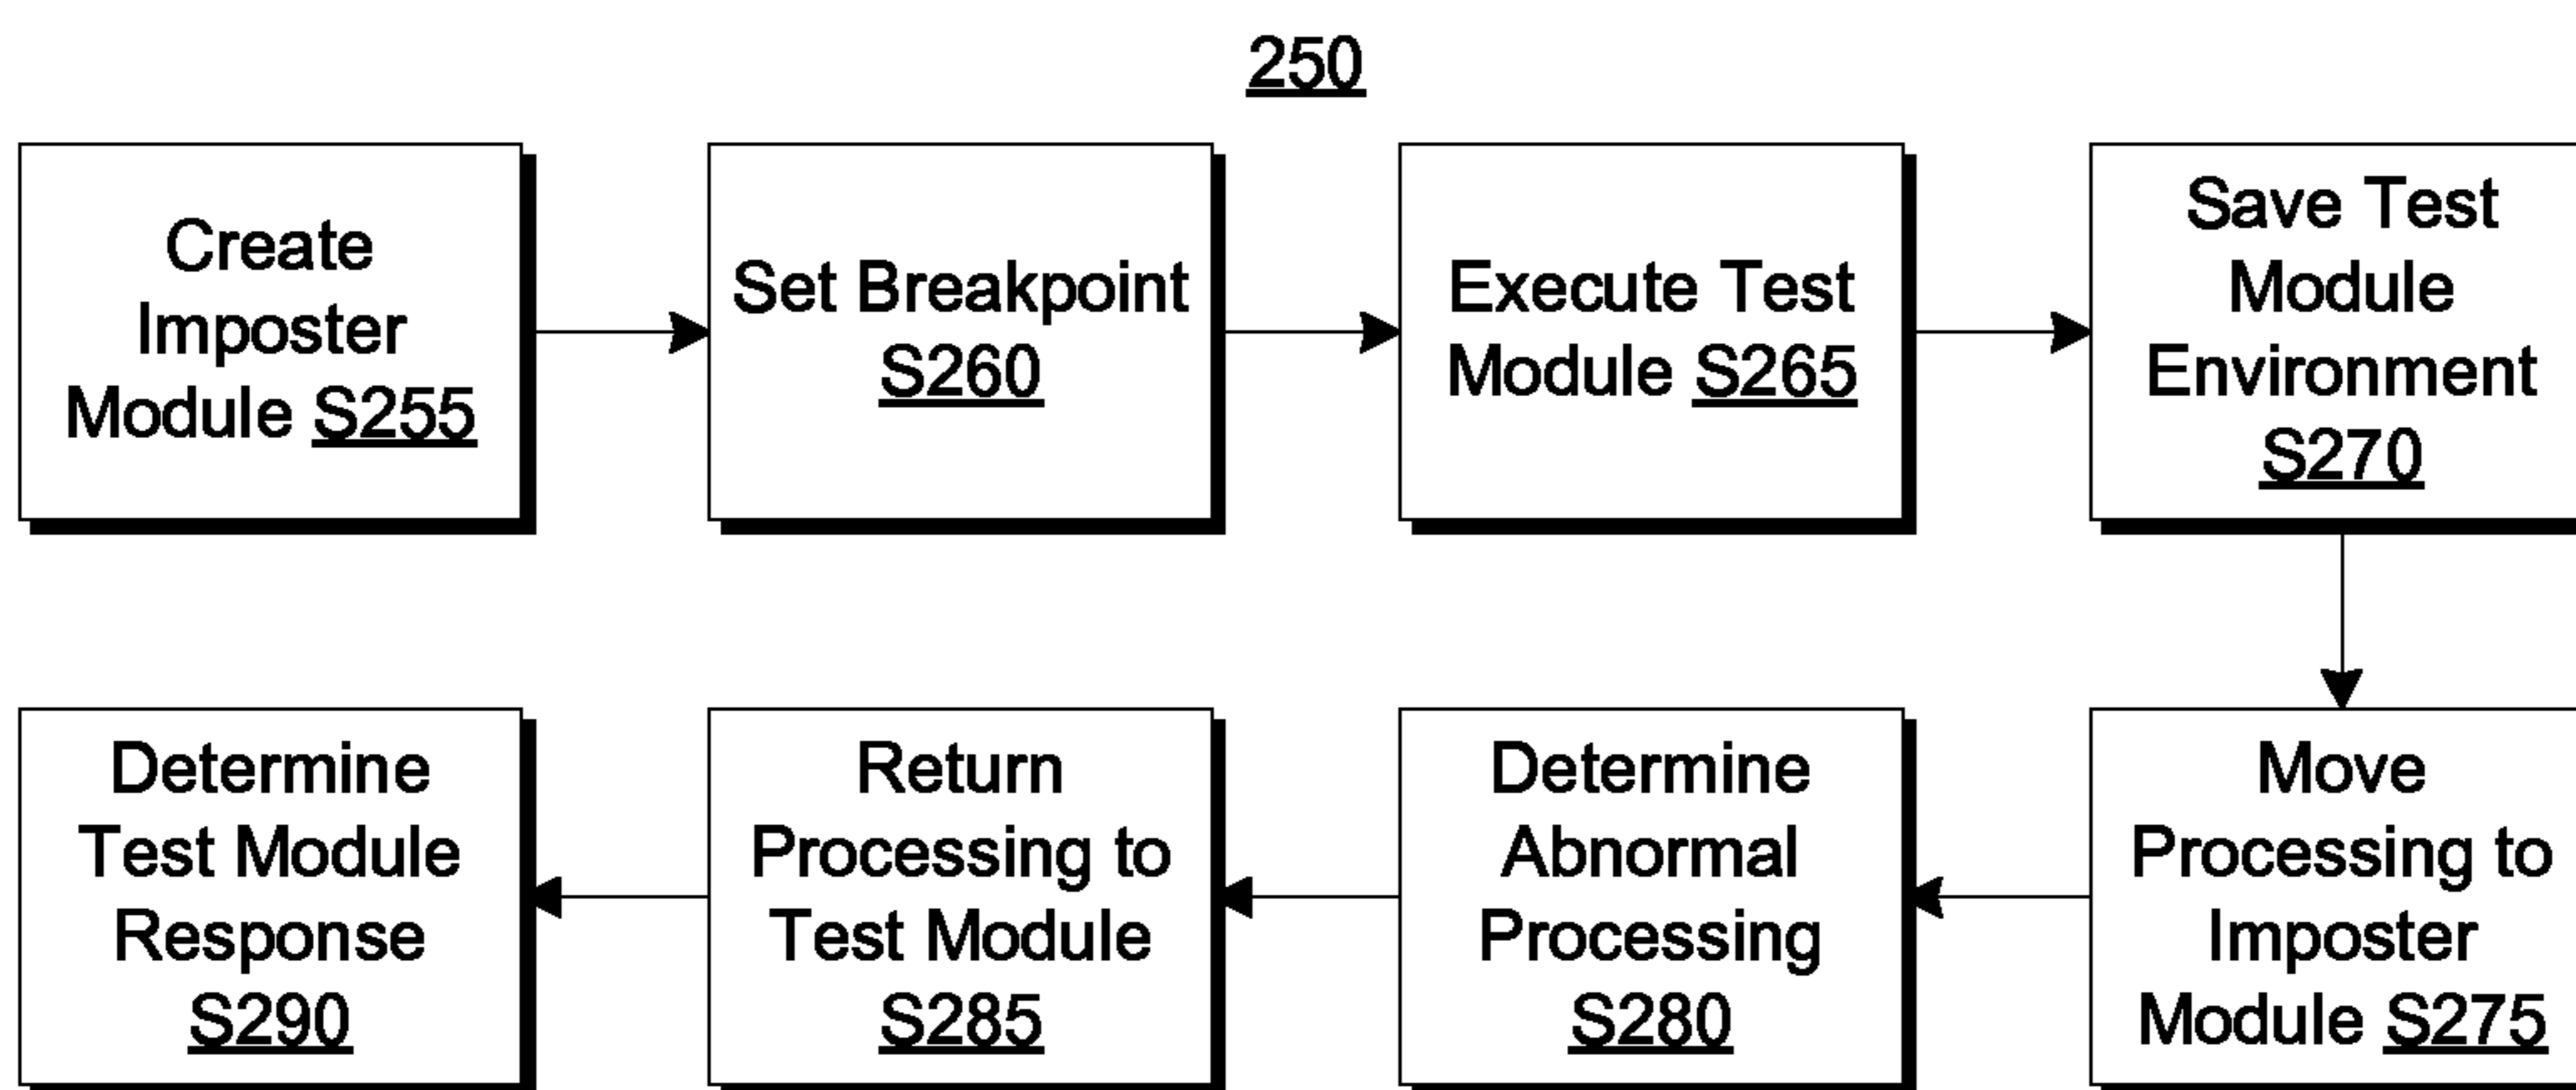 250
Create
Imposter
Module S255
Set Breakpoint
S260
Execute Test
Module S265
Save Test
Module
Environment
S270
Move
Processing to
Imposter
Module S275
Determine
Abnormal
Processing
S280
Return
Processing to
Test Module
S285
Determine
Test Module
Response
S290